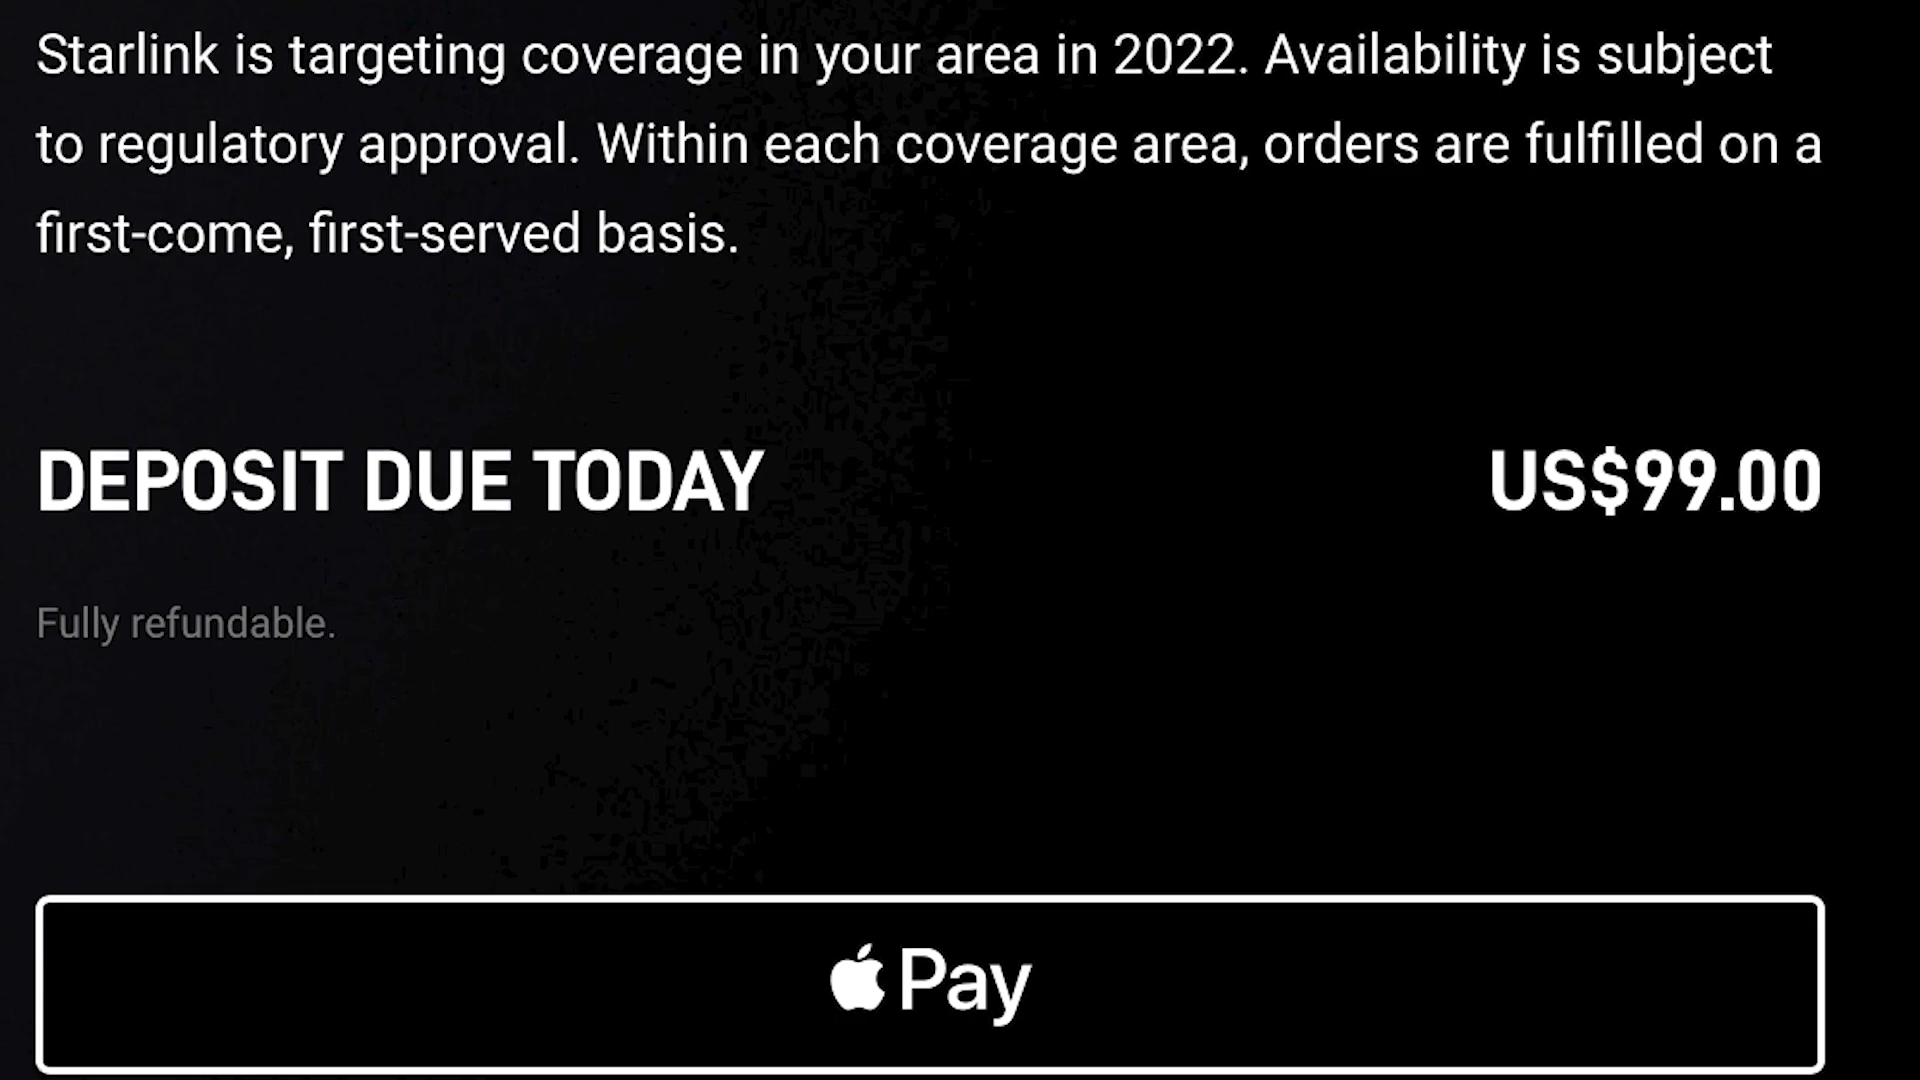 Starlink is targeting coverage in your area in 2022. Availability is subject
to regulatory approval. Within each coverage area, orders are fulfilled on a
first-come, first-served basis.
DEPOSIT DUE TODAY US$99.00
Fully refundable.
Pay